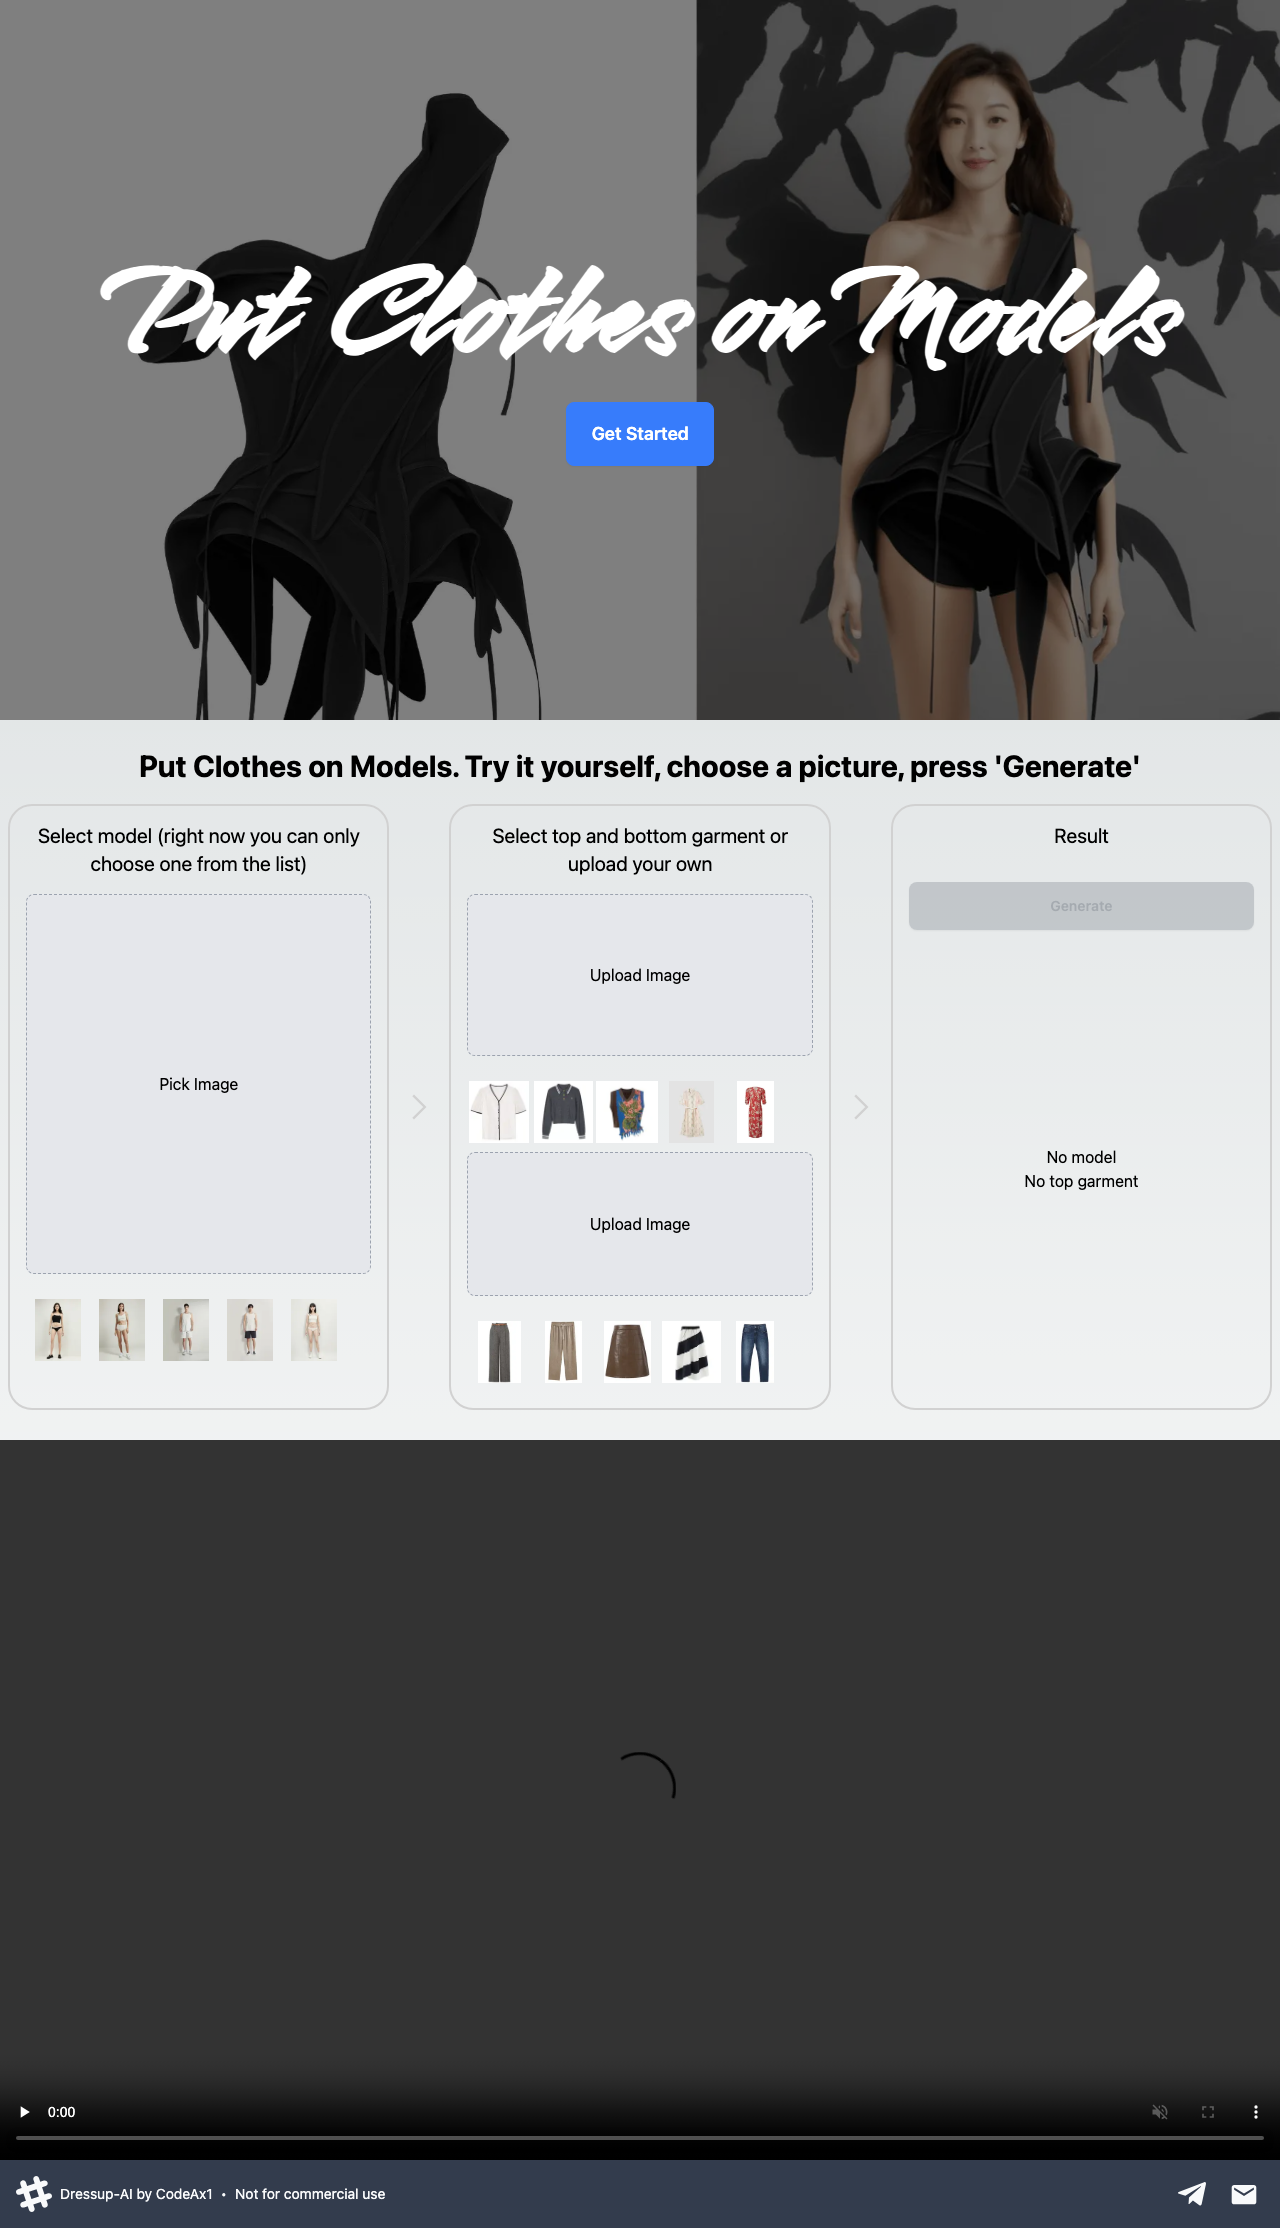 Put Clothes on Models
Get Started
Put Clothes on Models. Try it yourself, choose a picture, press 'Generate'
Select model (right now you can only
choose one from the list)
Pick Image
Select top and bottom garment or
upload your own
Upload Image
Upload Image
Result
Generate
No model
No top garment
0:00
Dressup-AI by CodeAx1 • Not for commercial use